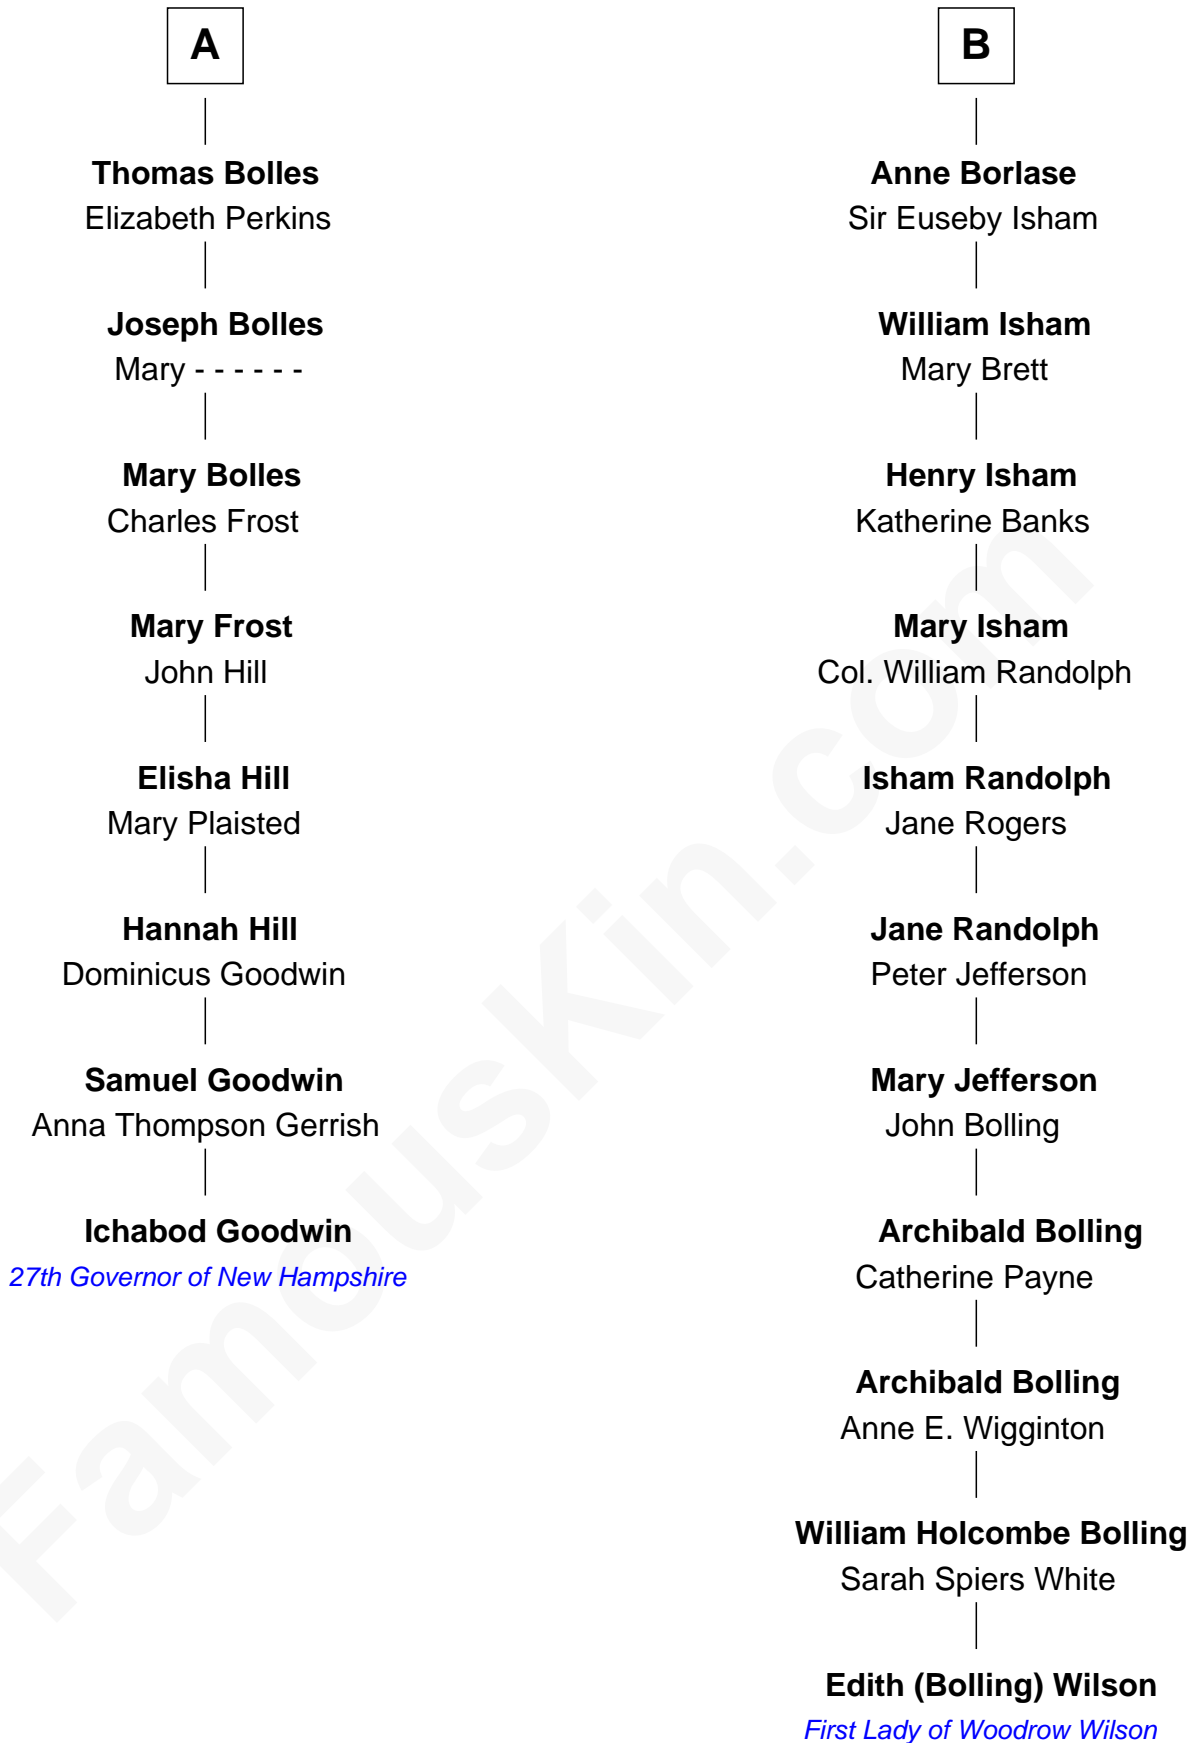 A
Thomas Bolles
Elizabeth Perkins
Joseph Bolles
Mary - - - - - -
Mary Bolles
Charles Frost
Mary Frost
John Hill
Elisha Hill
Mary Plaisted
Hannah Hill
Dominicus Goodwin
Samuel Goodwin
Anna Thompson Gerrish
Ichabod Goodwin
27th Governor of New Hampshire
B
Anne Borlase
Sir Euseby Isham
William Isham
Mary Brett
Henry Isham
Katherine Banks
Mary Isham
Col. William Randolph
Isham Randolph
Jane Rogers
Jane Randolph
Peter Jefferson
Mary Jefferson
John Bolling
Archibald Bolling
Catherine Payne
Archibald Bolling
Anne E. Wigginton
William Holcombe Bolling
Sarah Spiers White
Edith (Bolling) Wilson
First Lady of Woodrow Wilson
FamousKin.com